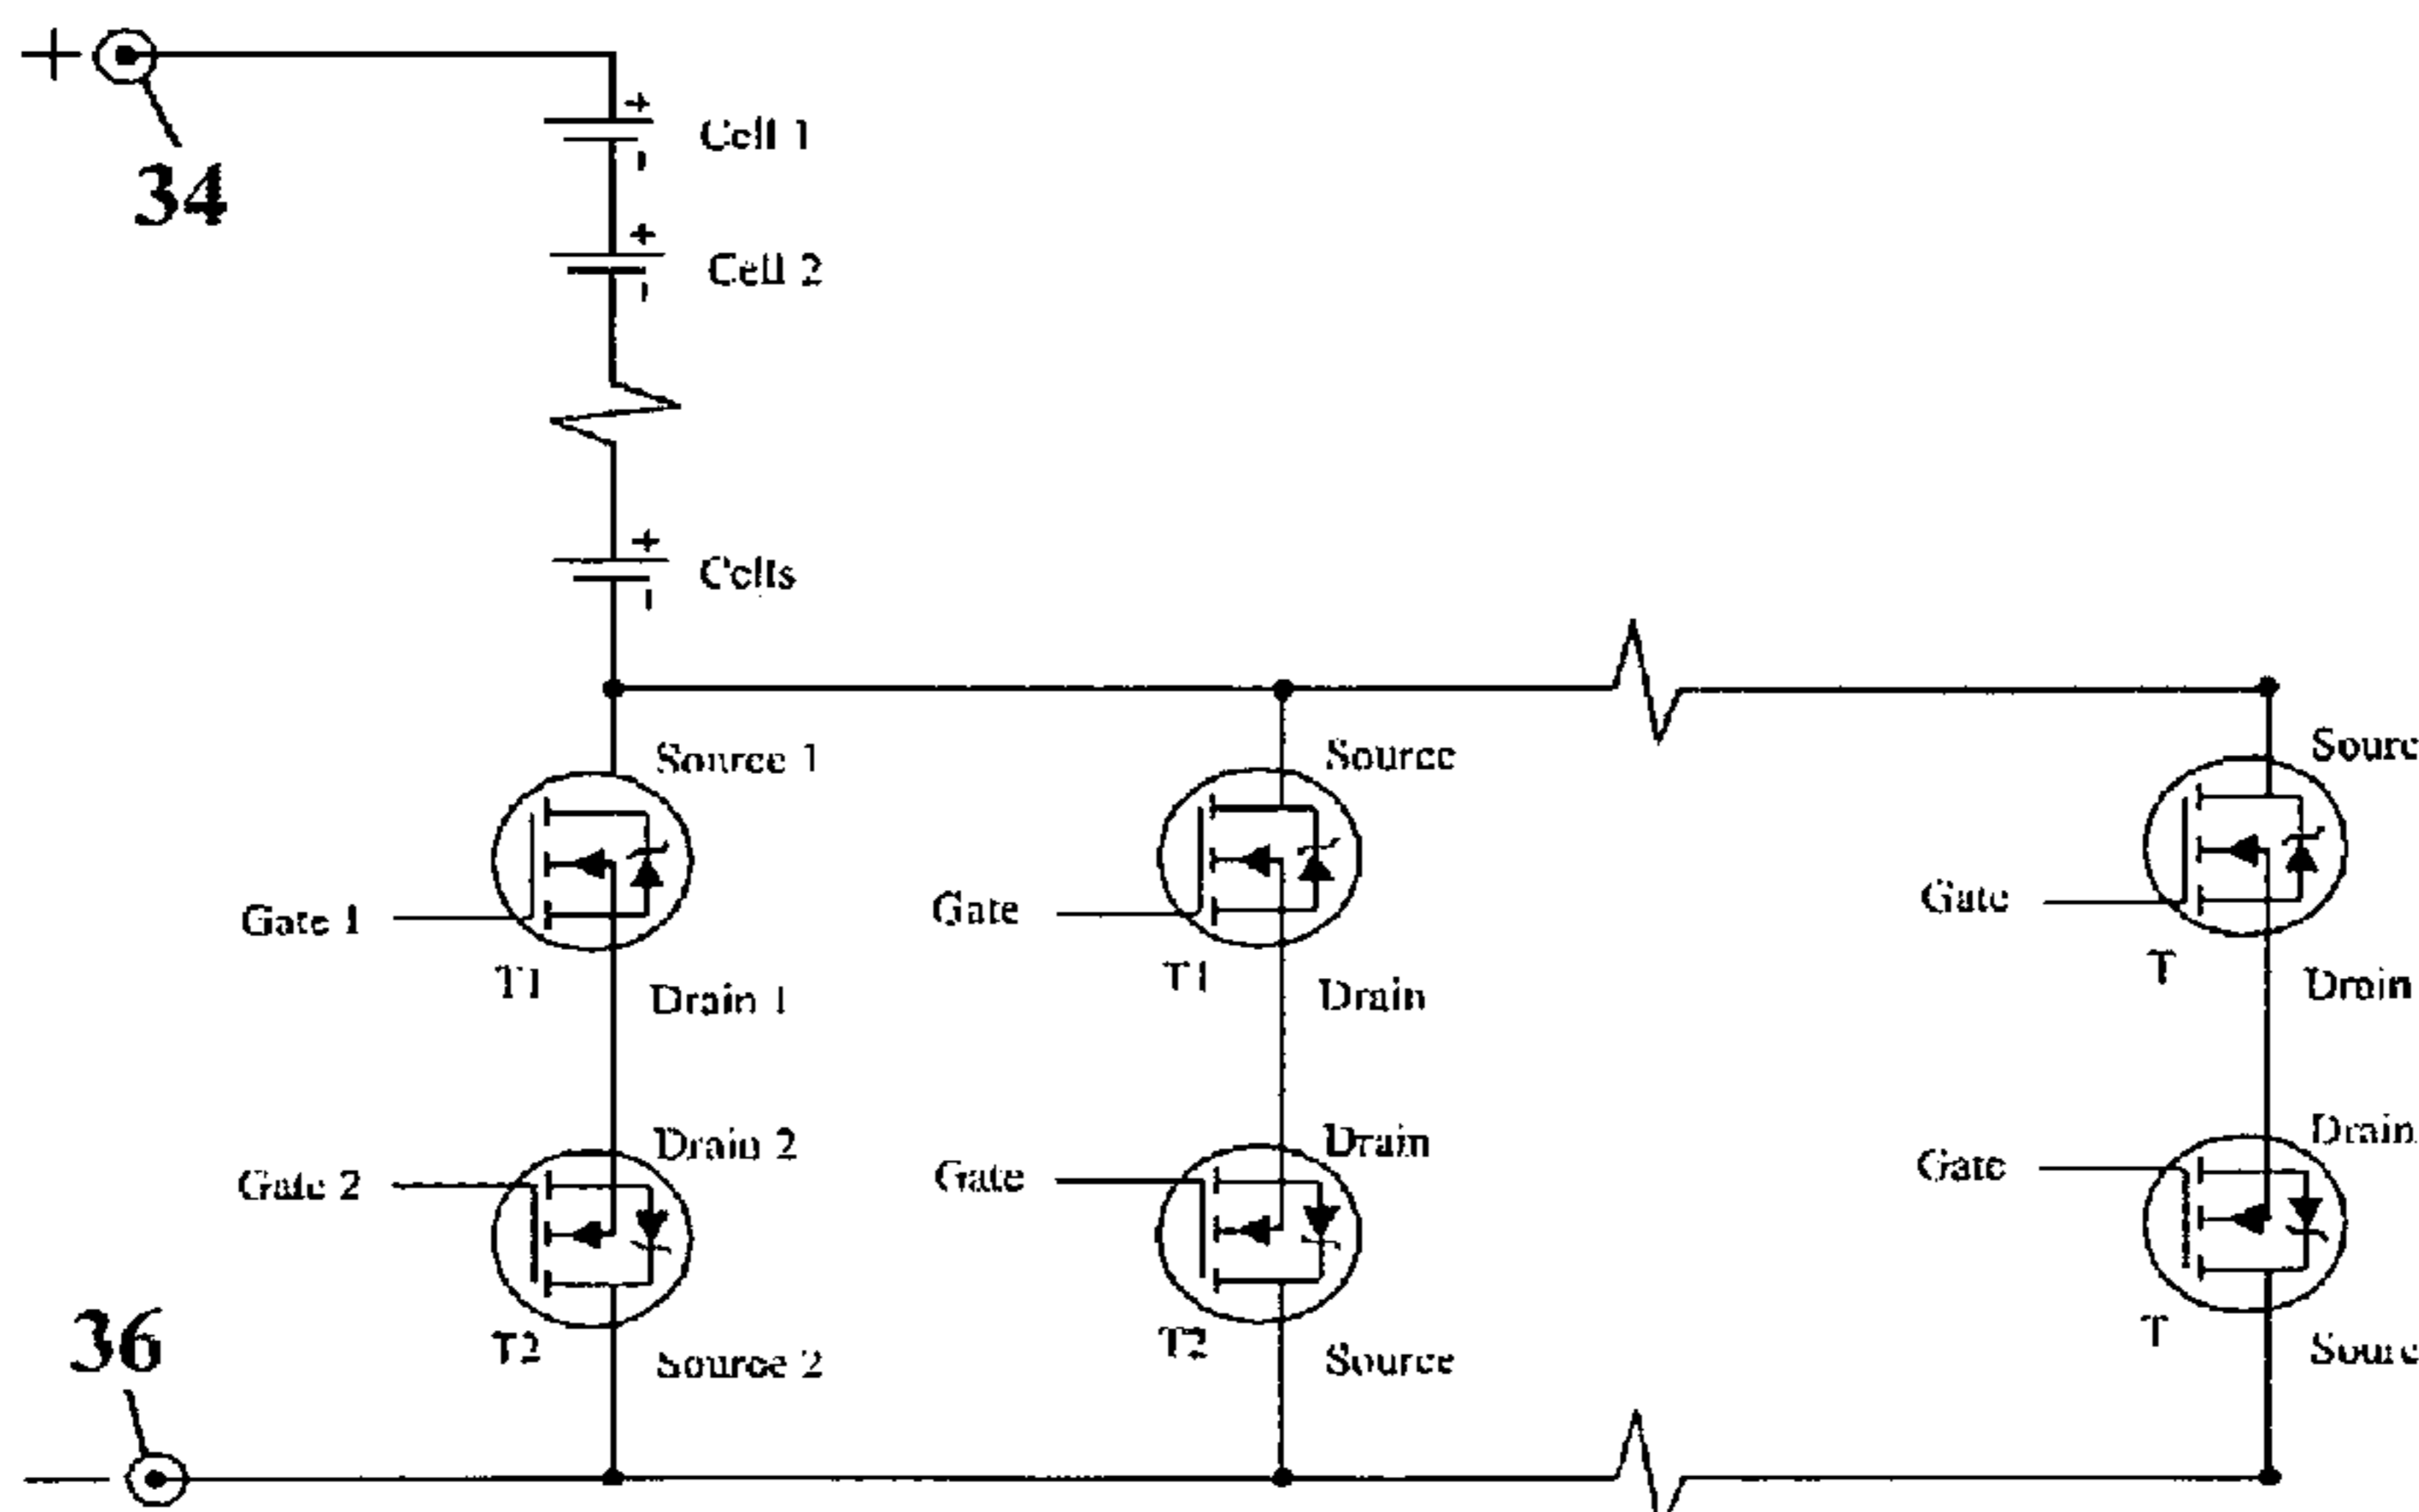 +
34
+
Cell 1
+
Cell 2
+
Cells
Source 1
Source
Sourc
Gate 1
Gate
Gate
T1
T1
T
Drain 1
Drain
Drain
Drain 2
Drain
Drain
Gate 2
Gate
Gate
36
T2
T2
T
Source 2
Source
Sourc